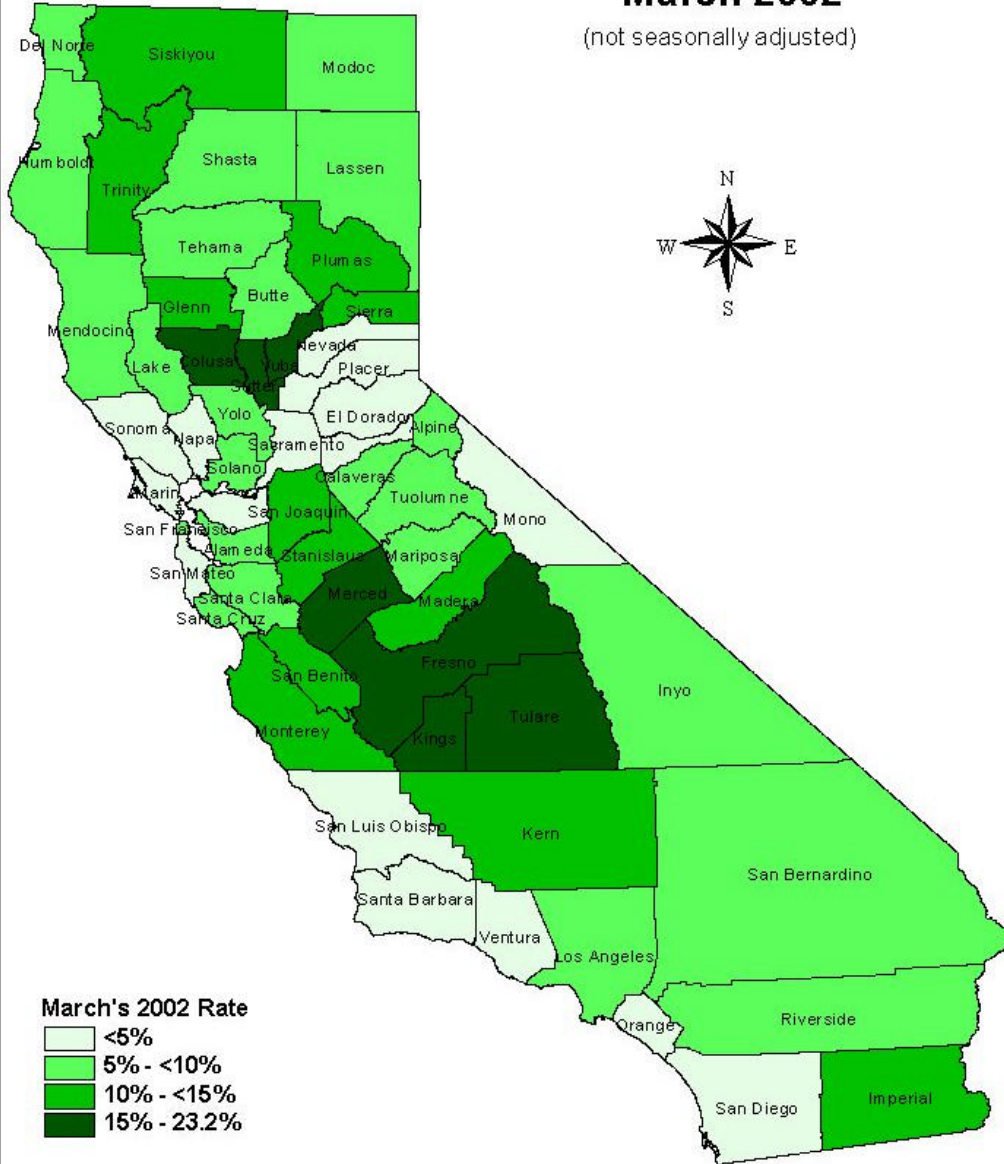 March 2002
(not seasonally adjusted)
Del Norte
Siskiyou
Modoc
Humboldt
Trinity
Shasta
Lassen
N
W
E
S
Tehama
Plumas
Butte
Glenn
Sierra
Mendocino
Lake
Colusa
Yuba
Sutter
Nevada
Placer
El Dorado
Sonoma
Napa
Yolo
Sacramento
Alpine
Solano
Marin
Calaveras
Tuolumne
San Joaquin
San Francisco
Mono
Alameda
Stanislaus
Mariposa
San Mateo
Santa Clara
Merced
Madera
Santa Cruz
San Benito
Fresno
Inyo
Monterey
Kings
Tulare
San Luis Obispo
Kern
San Bernardino
Santa Barbara
Ventura
Los Angeles
Orange
Riverside
San Diego
Imperial
March's 2002 Rate
<5%
5% - <10%
10% - <15%
15% - 23.2%